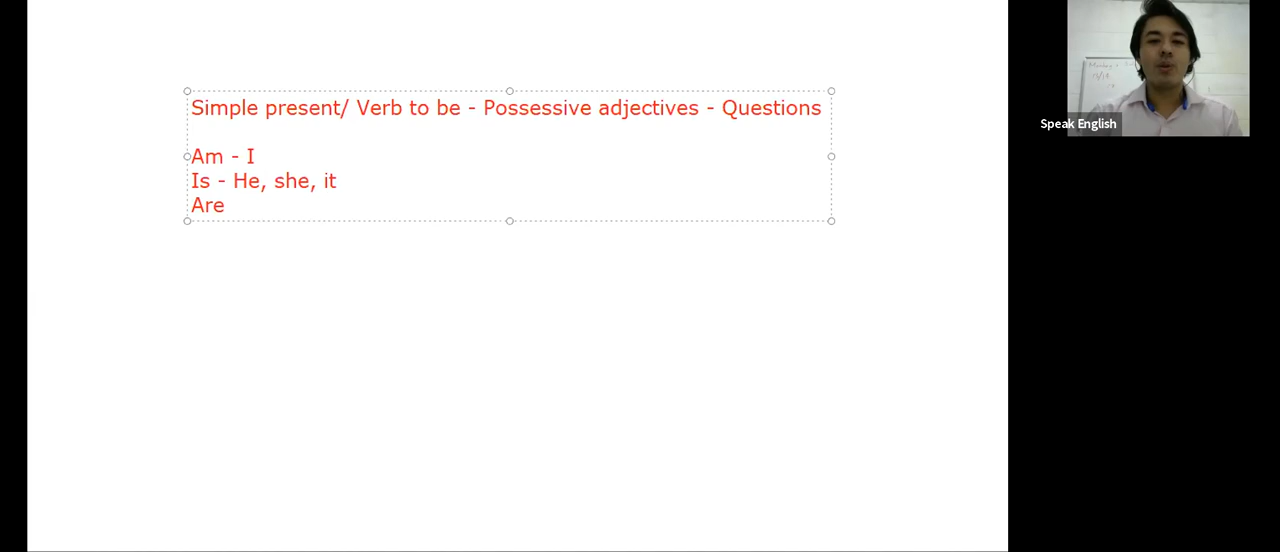 Simple present/ Verb to be - Possessive adjectives - Questions
Am - I
Is - He, she, it
Are
Speak English